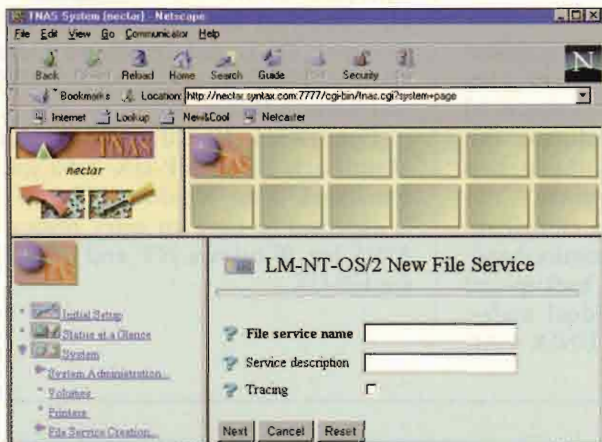 TNAS System (nectar) - Netscape
File Edit View Go Communicator Help
Back Reload Home Search Guide Security
N
Bookmarks Location: http://nectar.syntax.com:7777/cgi-bin/tnas.cgi?system+page
Internet Lookup New&Cool Netcaster
TNAS
nectar
LM-NT-OS/2 New File Service
Initial Setup
Status at a Glance
System
System Administration...
Volumes
Printers
File Service Creation...
? File service name
? Service description
? Tracing
Next Cancel Reset